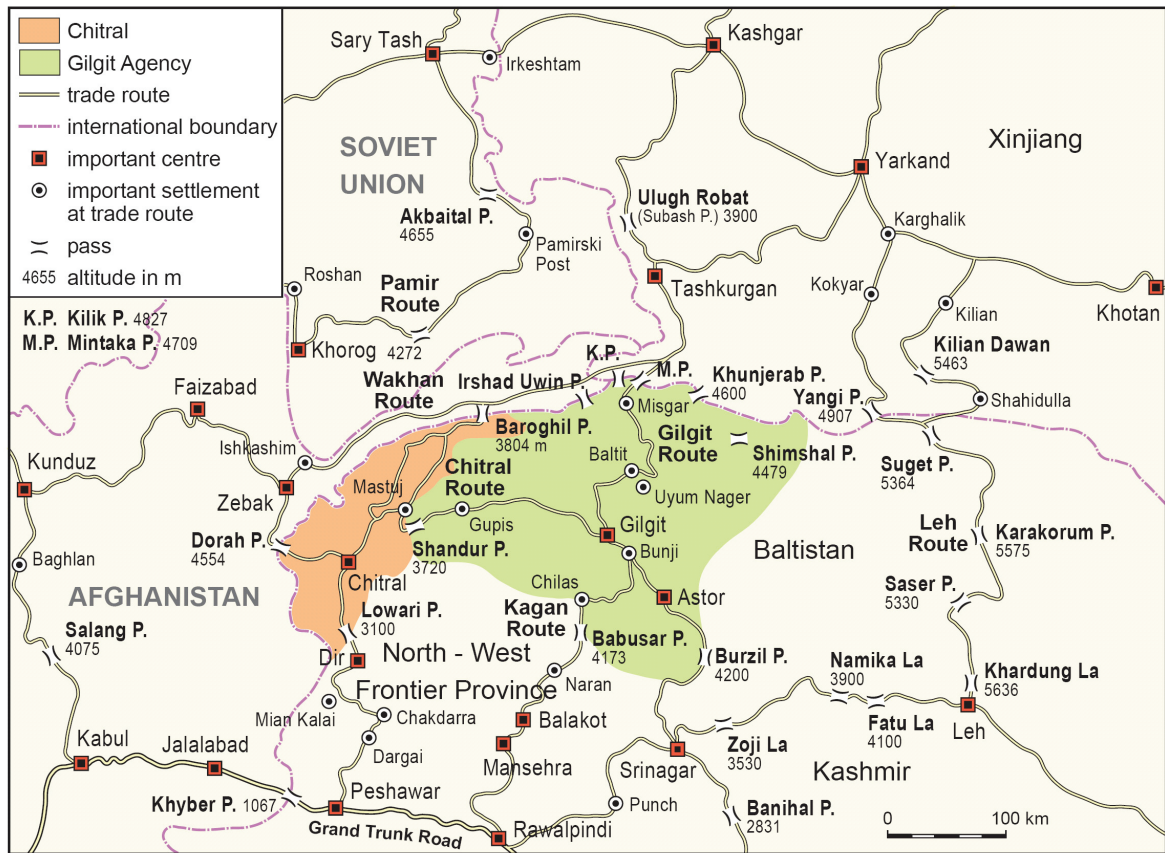 Chitral
Gilgit Agency
trade route
international boundary
important centre
important settlement
at trade route
pass
4655 altitude in m
K.P. Kilik P. 4827
M.P. Mintaka P. 4709
Sary Tash
Irkeshtam
Kashgar
SOVIET
UNION
Xinjiang
Yarkand
Akbaital P.
4655
Ulugh Robat
(Subash P.) 3900
Karghalik
Pamirski
Post
Roshan
Pamir
Route
Tashkurgan
Kokyar
Kilian
Khotan
Khorog
4272
Kilian Dawan
5463
K.P.
M.P.
Wakhan
Route
Irshad Uwin P.
Khunjerab P.
4600
Yangi P.
4907
Shahidulla
Faizabad
Misgar
Baroghil P.
3804 m
Gilgit
Route
Shimshal P.
4479
Suget P.
5364
Ishkashim
Kunduz
Zebak
Chitral
Route
Mastuj
Baltit
Uyum Nager
Gupis
Gilgit
Leh
Route
Karakorum P.
5575
Dorah P.
4554
Shandur P.
3720
Bunji
Baltistan
Baghlan
Chitral
Chilas
Saser P.
5330
AFGHANISTAN
Astor
Lowari P.
3100
Kagan
Route
Salang P.
4075
Babusar P.
4173
Burzil P.
4200
Namika La
3900
Khardung La
5636
Dir
North - West
Frontier Province
Naran
Mian Kalai
Chakdarra
Balakot
Fatu La
4100
Leh
Dargai
Mansehra
Zoji La
3530
Kabul
Jalalabad
Srinagar
Kashmir
Khyber P. 1067
Peshawar
Punch
Banihal P.
2831
Grand Trunk Road
Rawalpindi
0 100 km